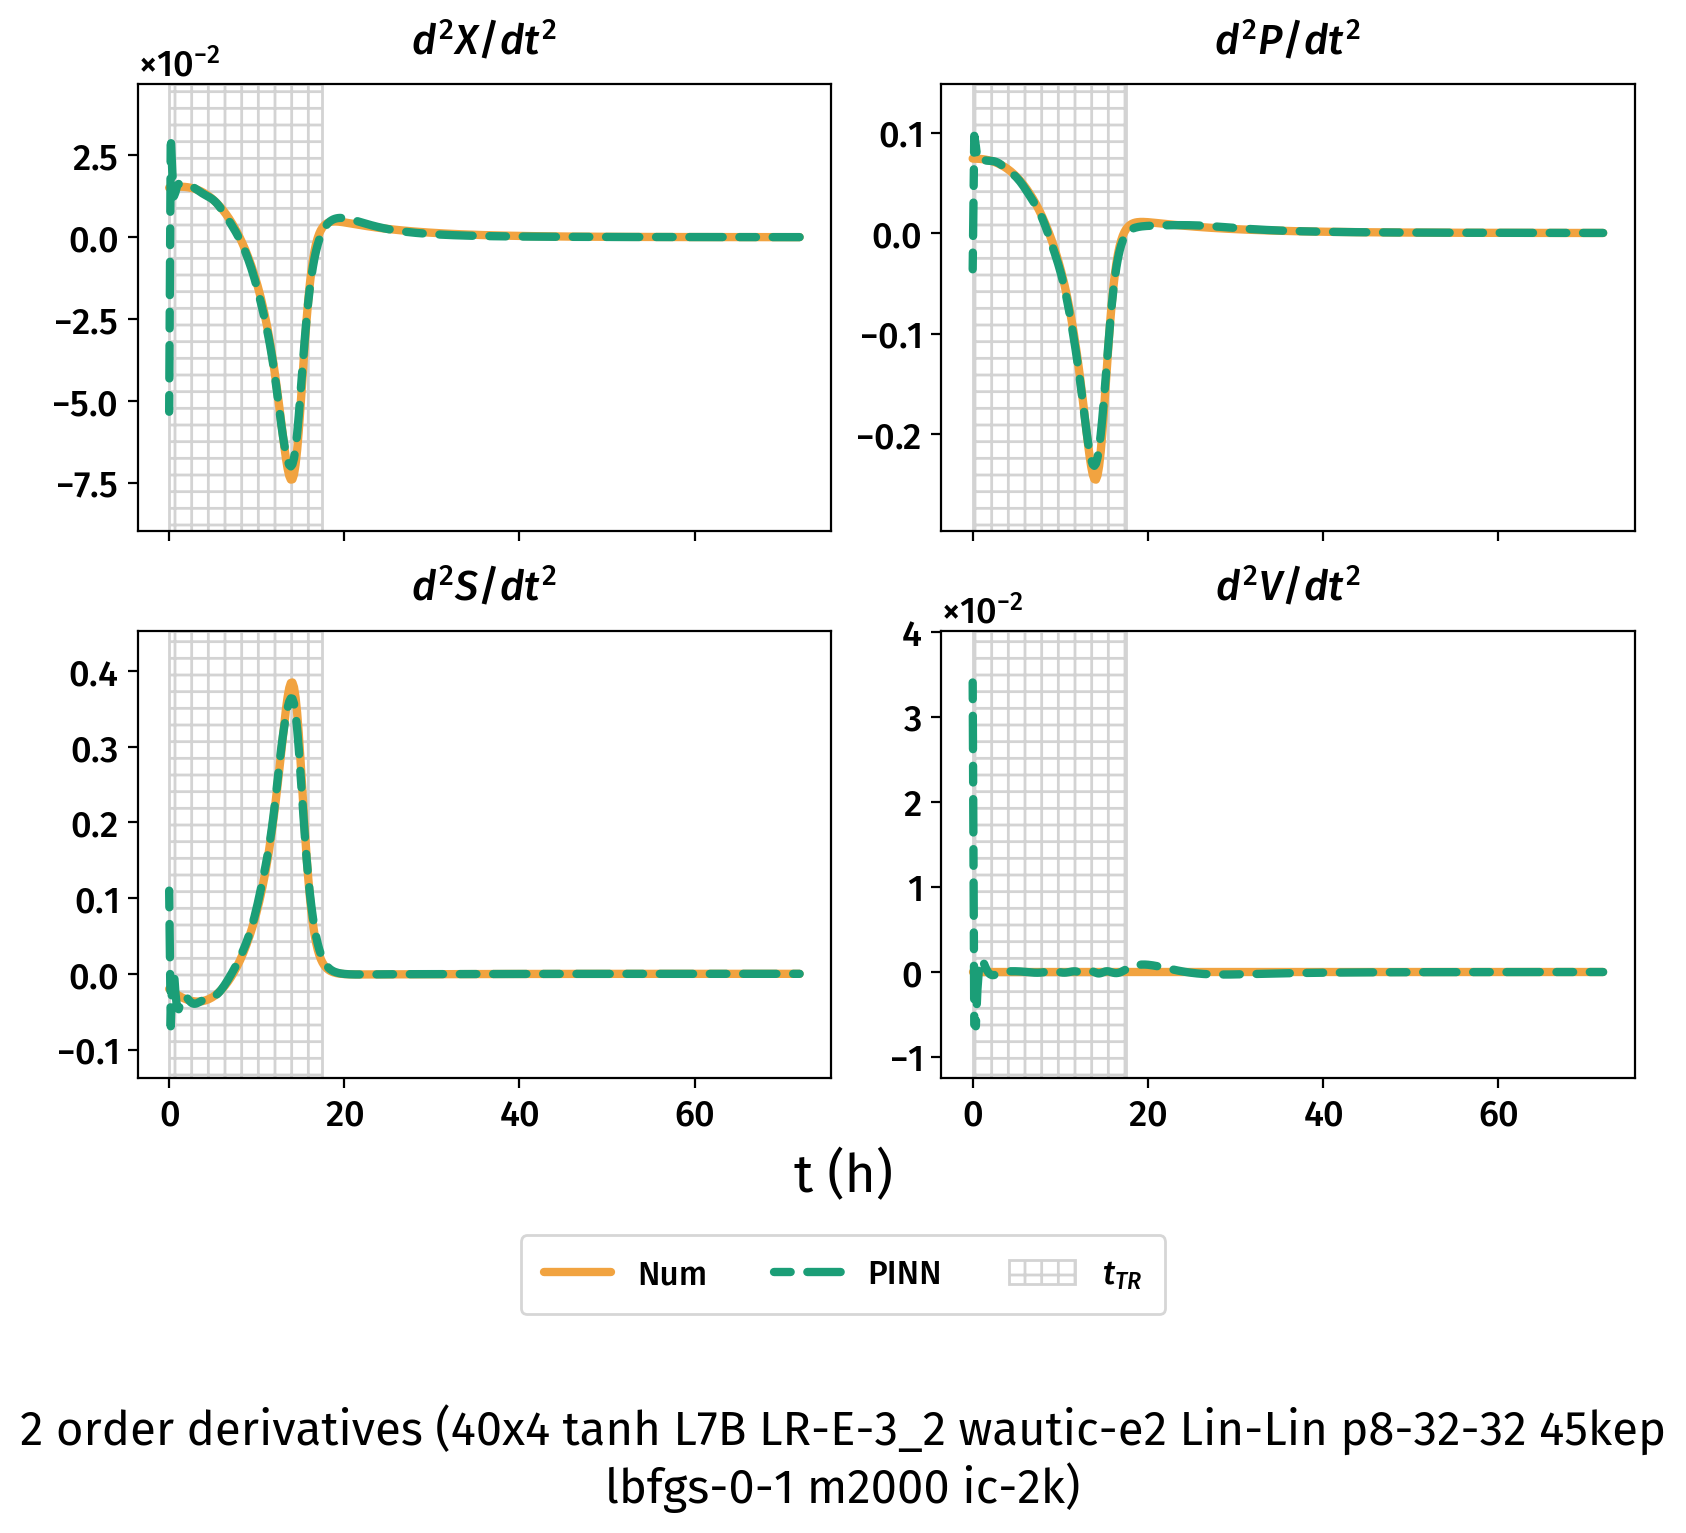 d²X/dt²
×10⁻²
2.5
0.0
−2.5
−5.0
−7.5
d²P/dt²
0.1
0.0
−0.1
−0.2
d²S/dt²
0.4
0.3
0.2
0.1
0.0
−0.1
0 20 40 60
d²V/dt²
×10⁻²
4
3
2
1
0
−1
0 20 40 60
t (h)
Num PINN t_TR
2 order derivatives (40x4 tanh L7B LR-E-3_2 wautic-e2 Lin-Lin p8-32-32 45kep
lbfgs-0-1 m2000 ic-2k)